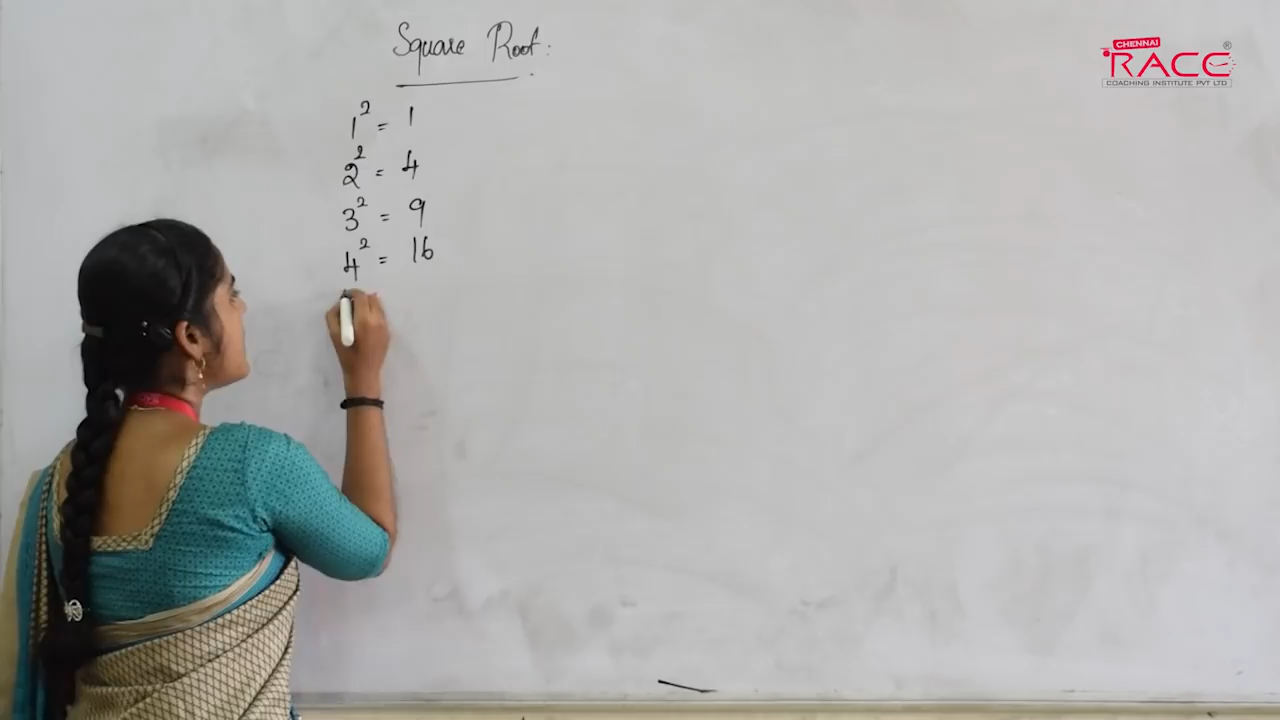 Square Root:
1² = 1
2² = 4
3² = 9
4² = 16
CHENNAI
RACE®
COACHING INSTITUTE PVT LTD